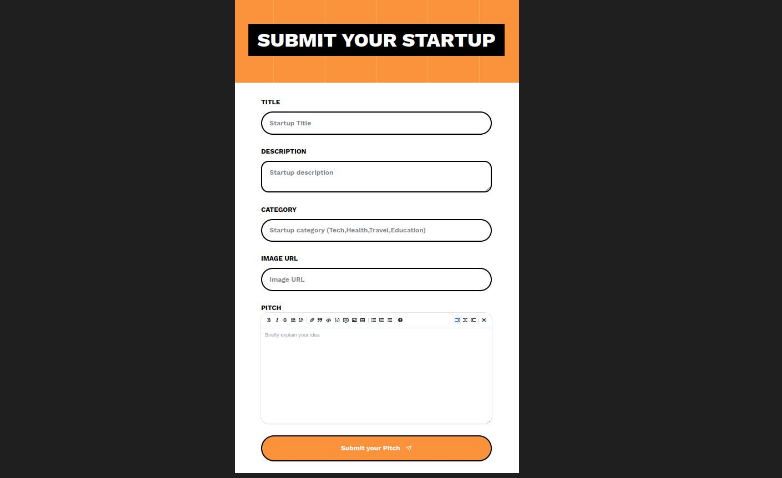 SUBMIT YOUR STARTUP
TITLE
Startup Title
DESCRIPTION
Startup description
CATEGORY
Startup category (Tech,Health,Travel,Education)
IMAGE URL
Image URL
PITCH
Briefly explain your idea
Submit your Pitch